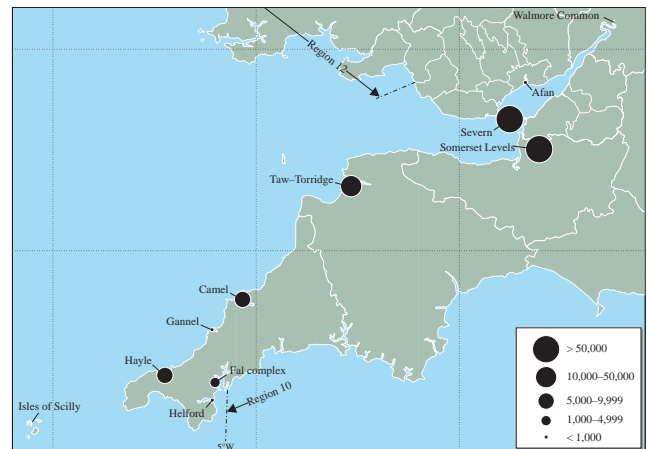 Walmore Common
Region 12
Afan
Severn
Somerset Levels
Taw–Torridge
Camel
Gannel
Hayle
Fal complex
Region 10
Helford
Isles of Scilly
5°W
> 50,000
10,000–50,000
5,000–9,999
1,000–4,999
< 1,000